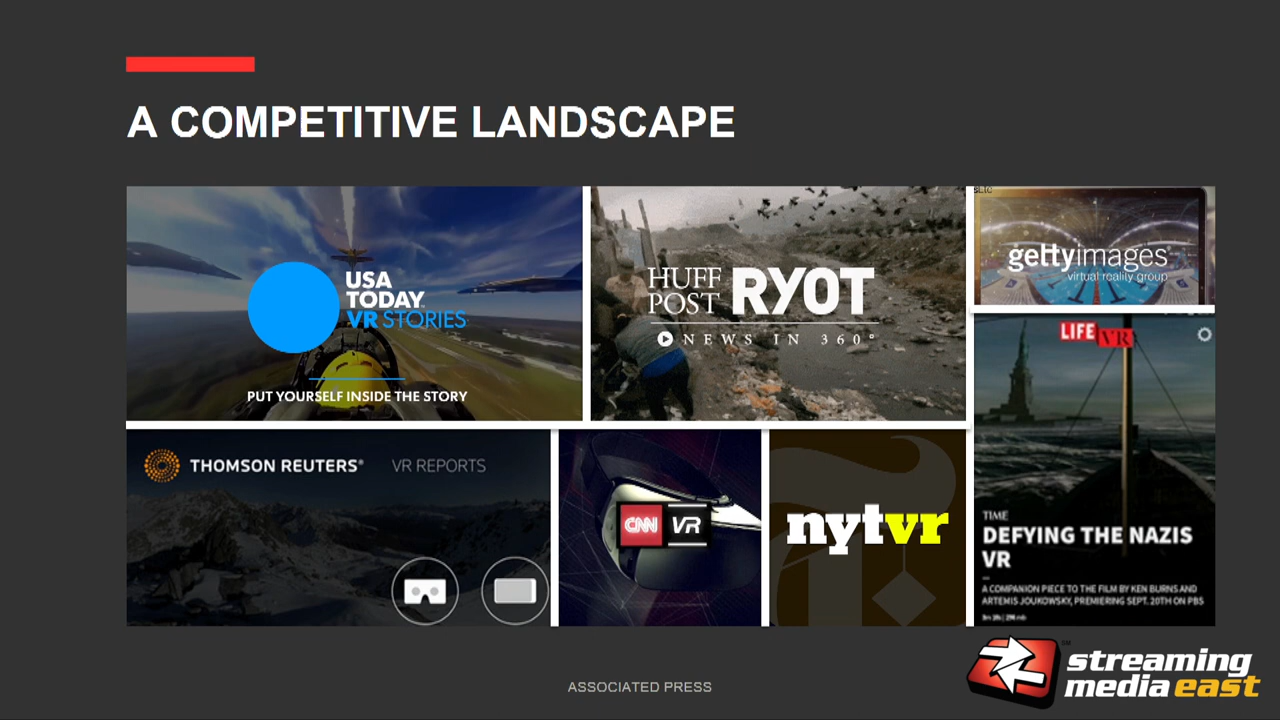 A COMPETITIVE LANDSCAPE
USA
TODAY
VR STORIES
PUT YOURSELF INSIDE THE STORY
HUFF
POST
RYOT
NEWS IN 360°
gettyimages®
virtual reality group
LIFE VR
TIME
DEFYING THE NAZIS
VR
A COMPANION PIECE TO THE FILM BY KEN BURNS AND
ARTEMIS JOUKOWSKY, PREMIERING SEPT. 20TH ON PBS
THOMSON REUTERS® VR REPORTS
CNN VR
nytvr
ASSOCIATED PRESS
streaming
media east